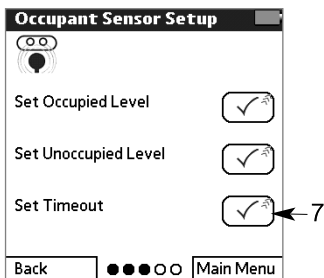 Occupant Sensor Setup
Set Occupied Level
Set Unoccupied Level
Set Timeout
7
Back Main Menu